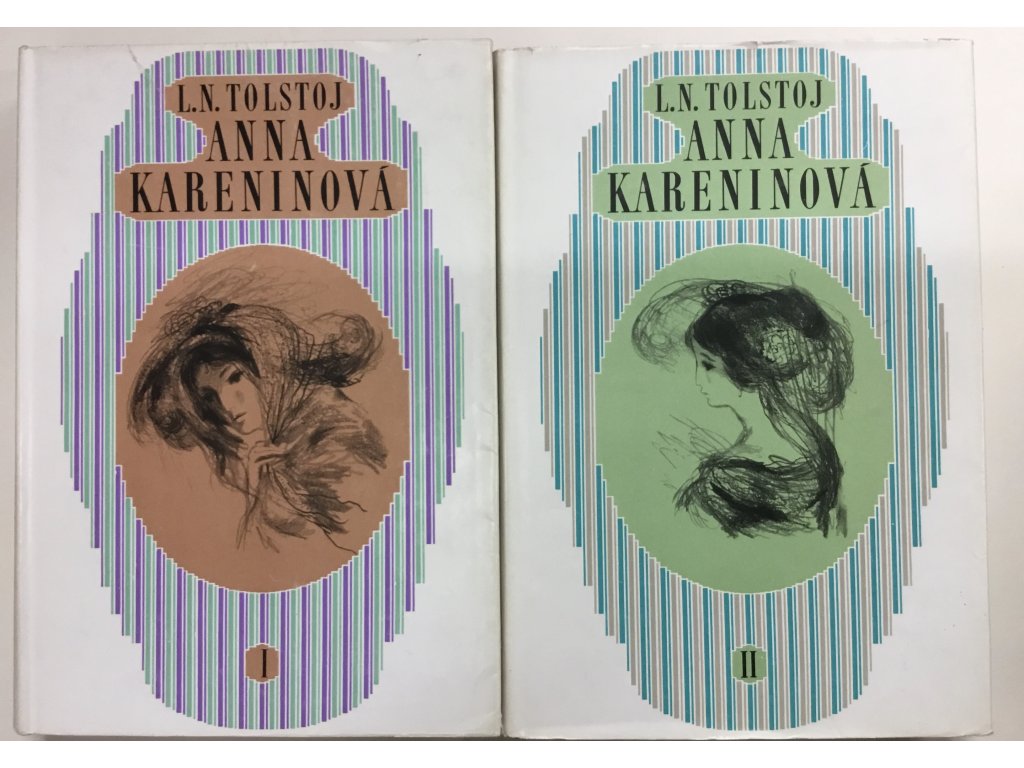 L.N. TOLSTOJ
ANNA
KARENINOVÁ
I
L.N. TOLSTOJ
ANNA
KARENINOVÁ
II